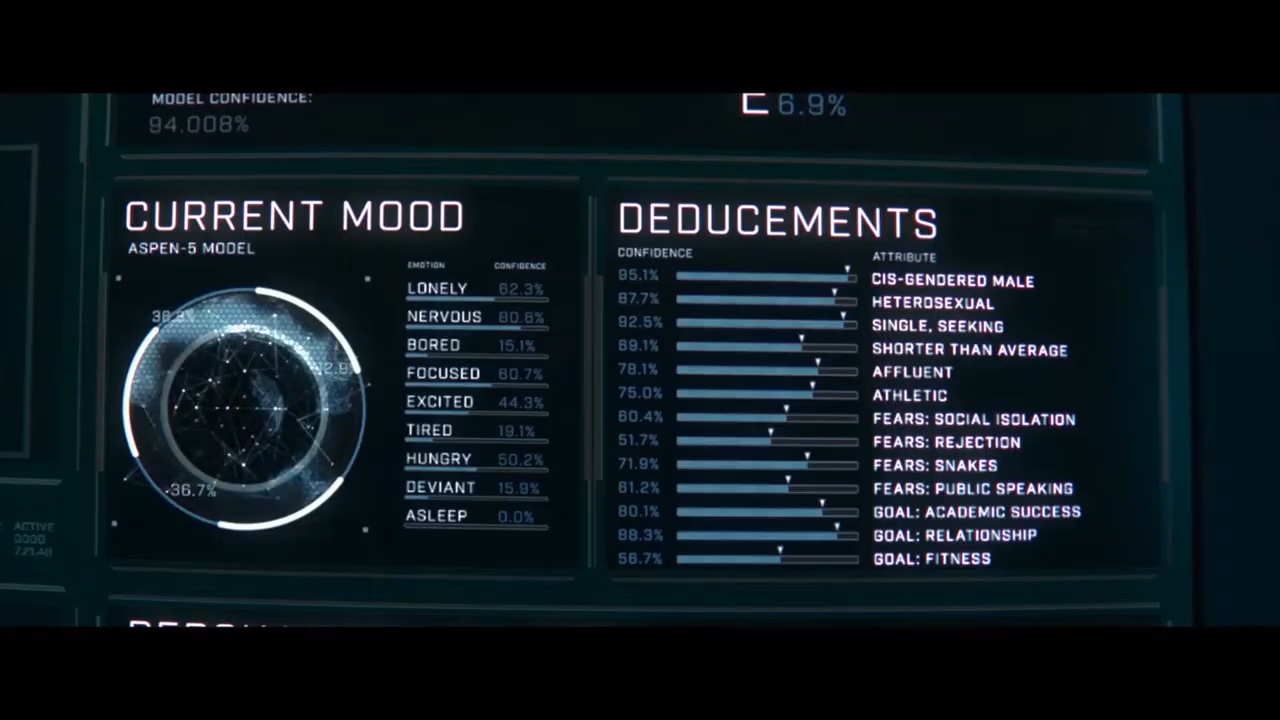 MODEL CONFIDENCE:
94.008%
E 6.9%
CURRENT MOOD
ASPEN-5 MODEL
EMOTION CONFIDENCE
LONELY 62.3%
NERVOUS 80.6%
BORED 15.1%
FOCUSED 60.7%
EXCITED 44.3%
TIRED 19.1%
HUNGRY 50.2%
DEVIANT 15.9%
ASLEEP 0.0%
36.7%
DEDUCEMENTS
CONFIDENCE ATTRIBUTE
95.1% CIS-GENDERED MALE
87.7% HETEROSEXUAL
92.5% SINGLE, SEEKING
69.1% SHORTER THAN AVERAGE
78.1% AFFLUENT
75.0% ATHLETIC
60.4% FEARS: SOCIAL ISOLATION
51.7% FEARS: REJECTION
71.9% FEARS: SNAKES
61.2% FEARS: PUBLIC SPEAKING
80.1% GOAL: ACADEMIC SUCCESS
88.3% GOAL: RELATIONSHIP
56.7% GOAL: FITNESS
ACTIVE